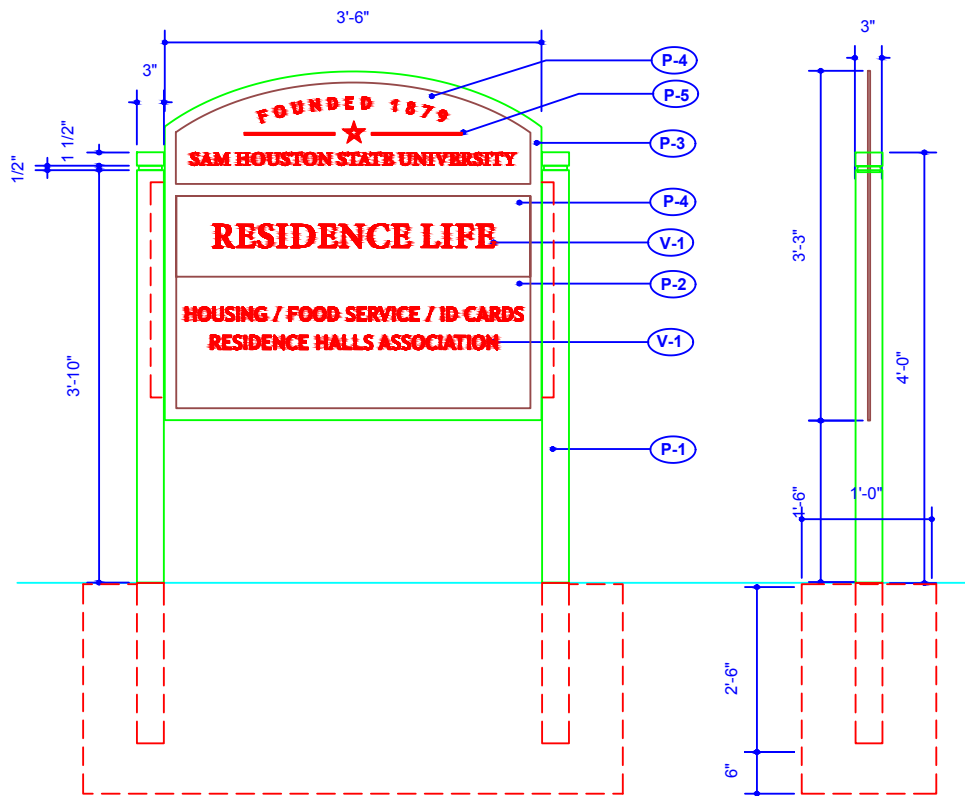 3'-6"
3"
3"
P-4
P-5
FOUNDED 1879
1 1/2"
P-3
SAM HOUSTON STATE UNIVERSITY
1/2"
P-4
RESIDENCE LIFE
V-1
3'-3"
P-2
HOUSING / FOOD SERVICE / ID CARDS
RESIDENCE HALLS ASSOCIATION
V-1
3'-10"
4'-0"
P-1
1'-6"
1'-0"
2'-6"
6"